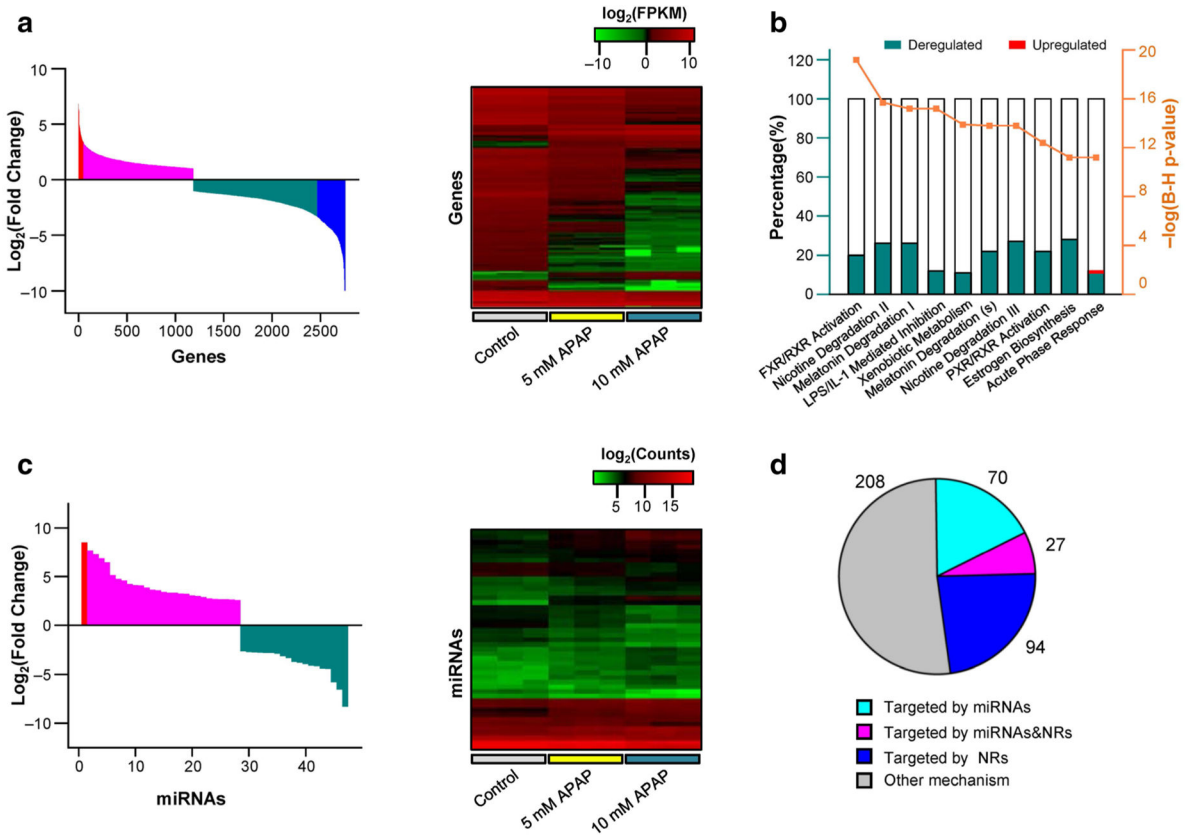 a
10
5
0
–5
–10
Log2(Fold Change)
0 500 1000 1500 2000 2500
Genes
log2(FPKM)
–10 0 10
Genes
Control
5 mM APAP
10 mM APAP
b
Deregulated
Upregulated
120
100
80
60
40
20
0
Percentage(%)
20
16
12
8
4
0
–log(B-H p-value)
FXR/RXR Activation
Nicotine Degradation II
Melatonin Degradation I
LPS/IL-1 Mediated Inhibition
Xenobiotic Metabolism
Melatonin Degradation (s)
Nicotine Degradation III
PXR/RXR Activation
Estrogen Biosynthesis
Acute Phase Response
c
10
5
0
–5
–10
Log2(Fold Change)
0 10 20 30 40
miRNAs
log2(Counts)
5 10 15
miRNAs
Control
5 mM APAP
10 mM APAP
d
208
70
27
94
Targeted by miRNAs
Targeted by miRNAs&NRs
Targeted by NRs
Other mechanism